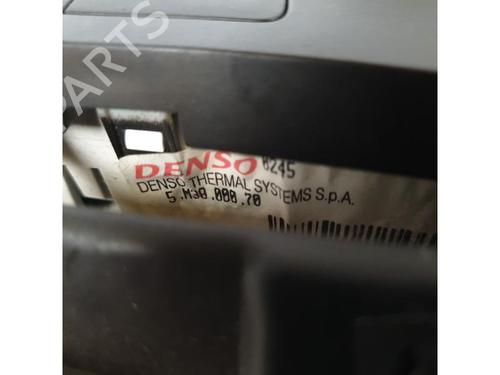 B PARTS
DENSO 0245
DENSO THERMAL SYSTEMS S.p.A.
5.M30.000.70